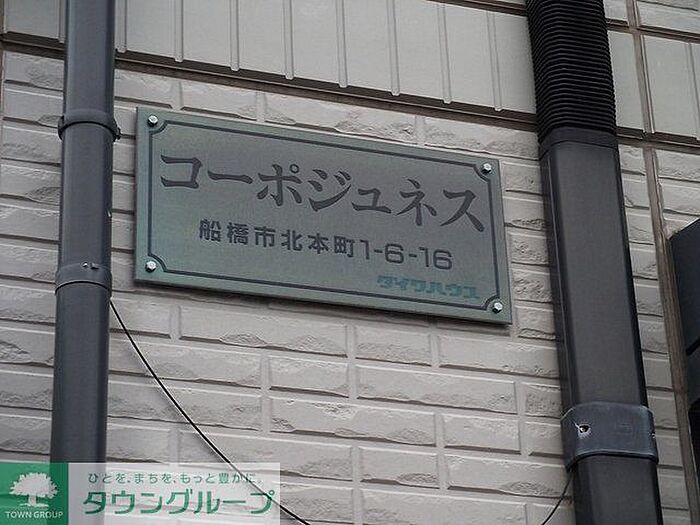 コーポジュネス
船橋市北本町1-6-16
ダイワハウス
ひとを、まちを、もっと豊かに。
タウングループ
TOWN GROUP